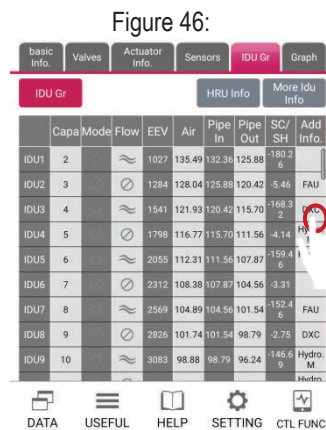 Figure 46:
basic Info. Valves Actuator Info. Sensors IDU Gr Graph
IDU Gr HRU Info More Idu Info
Capa Mode Flow EEV Air Pipe In Pipe Out SC/ SH Add Info.
IDU1 2 1027 135.49 132.36 125.88 -180.2 6
IDU2 3 1284 128.04 125.88 120.42 -5.46 FAU
IDU3 4 1541 121.93 120.42 115.70 -168.3 2
IDU4 5 1798 116.77 115.70 111.56 -4.14
IDU5 6 2055 112.31 111.56 107.87 -159.4 6
IDU6 7 2312 108.38 107.87 104.56 -3.31
IDU7 8 2569 104.89 104.56 101.54 -152.4 6 FAU
IDU8 9 2826 101.74 101.54 98.79 -2.75 DXC
IDU9 10 3083 98.88 98.79 96.24 -146.6 9 Hydro. M
DATA USEFUL HELP SETTING CTL FUNC